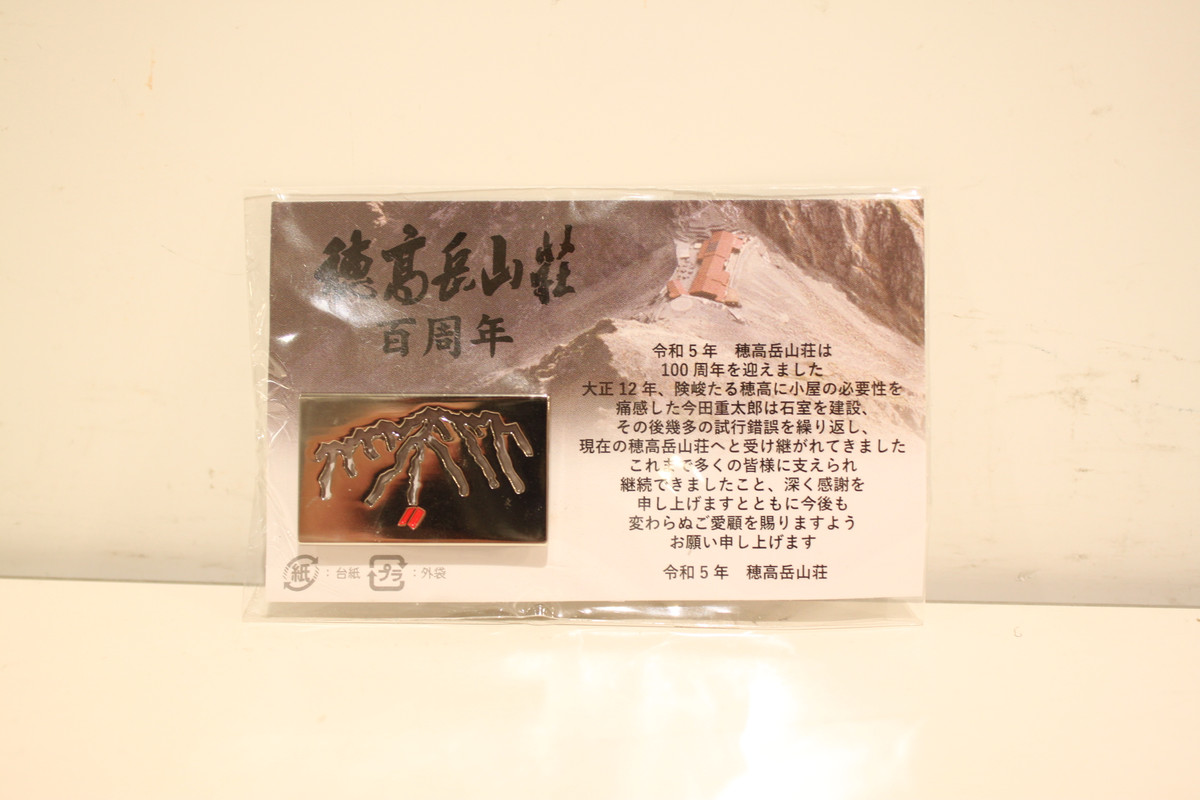 穂高岳山荘
百周年
令和5年　穂高岳山荘は
100周年を迎えました
大正12年、険峻たる穂高に小屋の必要性を
痛感した今田重太郎は石室を建設、
その後幾多の試行錯誤を繰り返し、
現在の穂高岳山荘へと受け継がれてきました
これまで多くの皆様に支えられ
継続できましたこと、深く感謝を
申し上げますとともに今後も
変わらぬご愛顧を賜りますよう
お願い申し上げます
令和5年　穂高岳山荘
紙：台紙 プラ：外袋